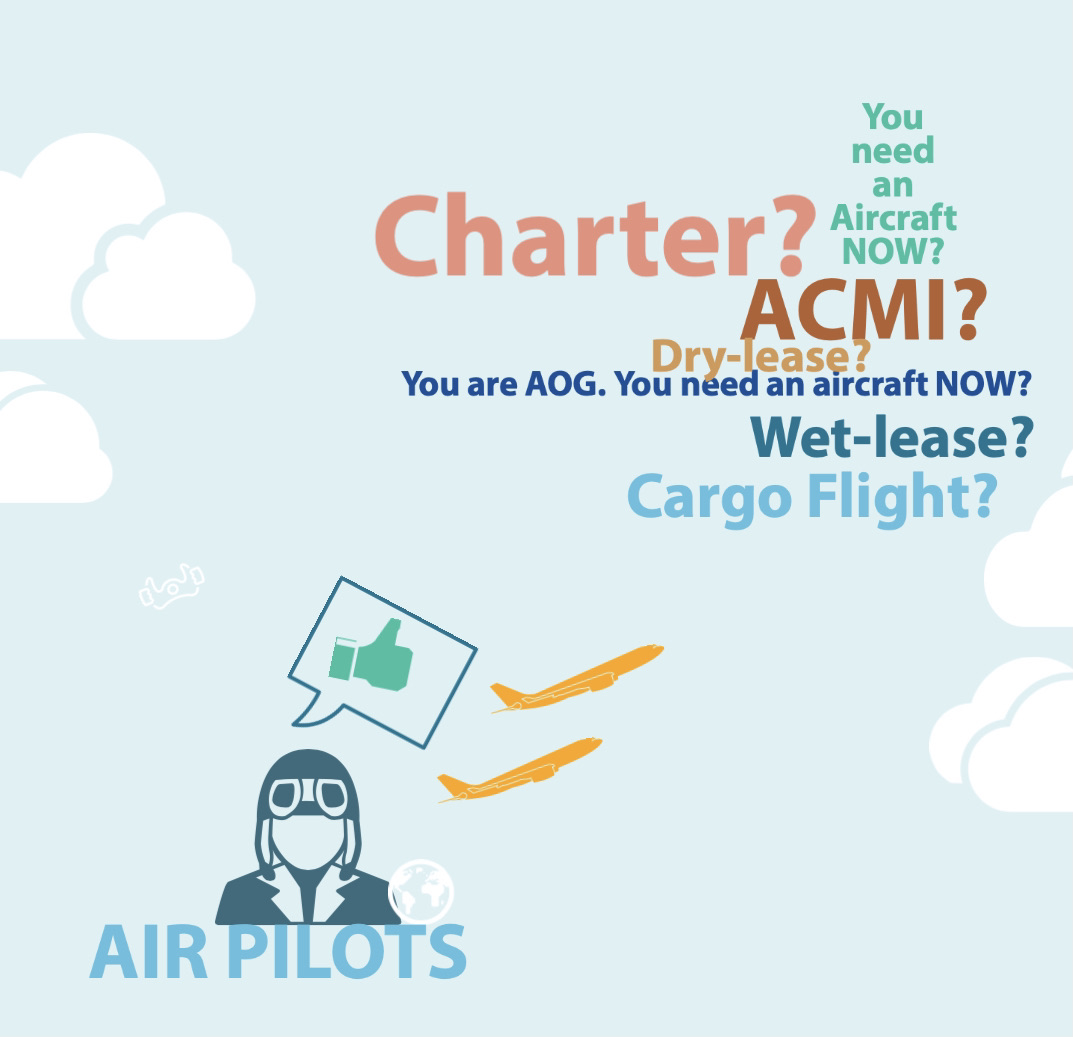 You
need
an
Aircraft
NOW?
Charter?
ACMI?
Dry-lease?
You are AOG. You need an aircraft NOW?
Wet-lease?
Cargo Flight?
AIR PILOTS